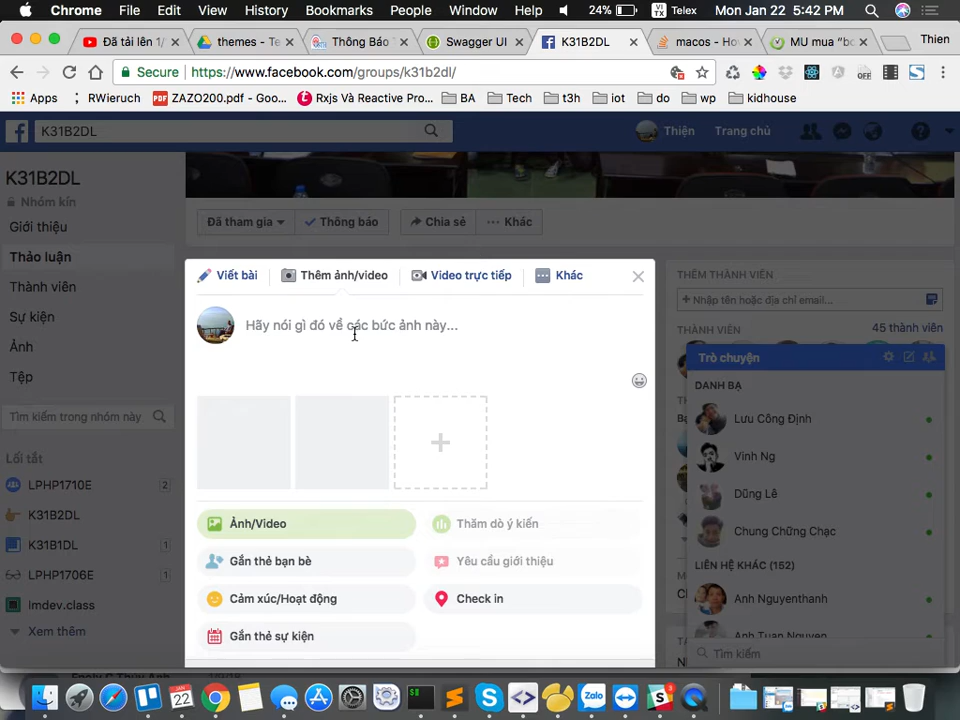 Chrome File Edit View History Bookmarks People Window Help 24% VI TX Telex Mon Jan 22 5:42 PM
Đã tải lên 1/ themes - Te Thông Báo Swagger UI K31B2DL macos - Ho MU mua "bo Thien
Secure https://www.facebook.com/groups/k31b2dl/
Apps RWieruch PDF ZAZO200.pdf - Goo... Rxjs Và Reactive Pro... BA Tech t3h iot do wp kidhouse
K31B2DL Thiện Trang chủ
K31B2DL
Nhóm kín
Đã tham gia Thông báo Chia sẻ Khác
Giới thiệu
Thảo luận
Thành viên
Sự kiện
Ảnh
Tệp
Tìm kiếm trong nhóm này
Lối tắt
LPHP1710E 2
K31B2DL
K31B1DL 1
LPHP1706E 1
Imdev.class
Xem thêm
Viết bài Thêm ảnh/video Video trực tiếp Khác
Hãy nói gì đó về các bức ảnh này...
Ảnh/Video Thăm dò ý kiến
Gắn thẻ bạn bè Yêu cầu giới thiệu
Cảm xúc/Hoạt động Check in
Gắn thẻ sự kiện
THÊM THÀNH VIÊN
Nhập tên hoặc địa chỉ email...
THÀNH VIÊN 45 thành viên
Trò chuyện
DANH BẠ
Lưu Công Định
Vinh Ng
Dũng Lê
Chung Chững Chạc
LIÊN HỆ KHÁC (152)
Anh Nguyenthanh
Anh Tuan Nguyen
Tìm kiếm